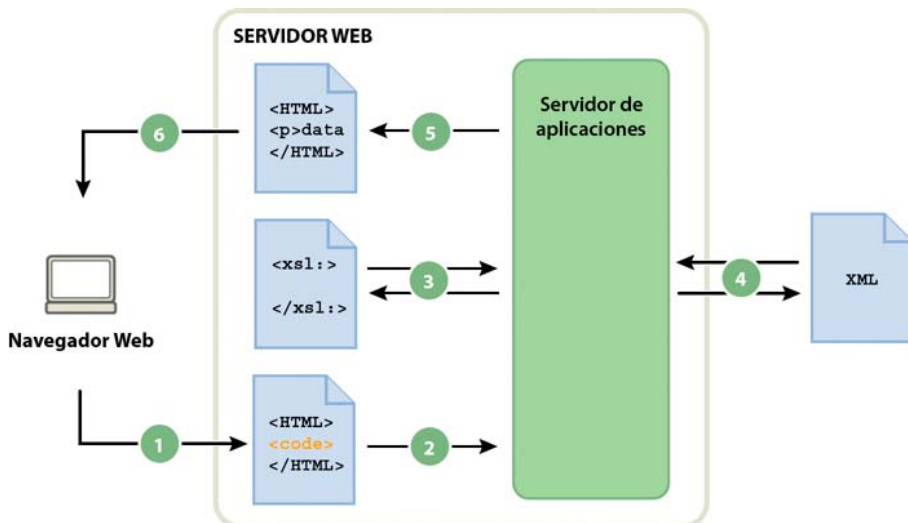 SERVIDOR WEB
<HTML>
<p>data
</HTML>
Servidor de
aplicaciones
6
5
<xsl:>
</xsl:>
3
4
XML
Navegador Web
<HTML>
<code>
</HTML>
1
2